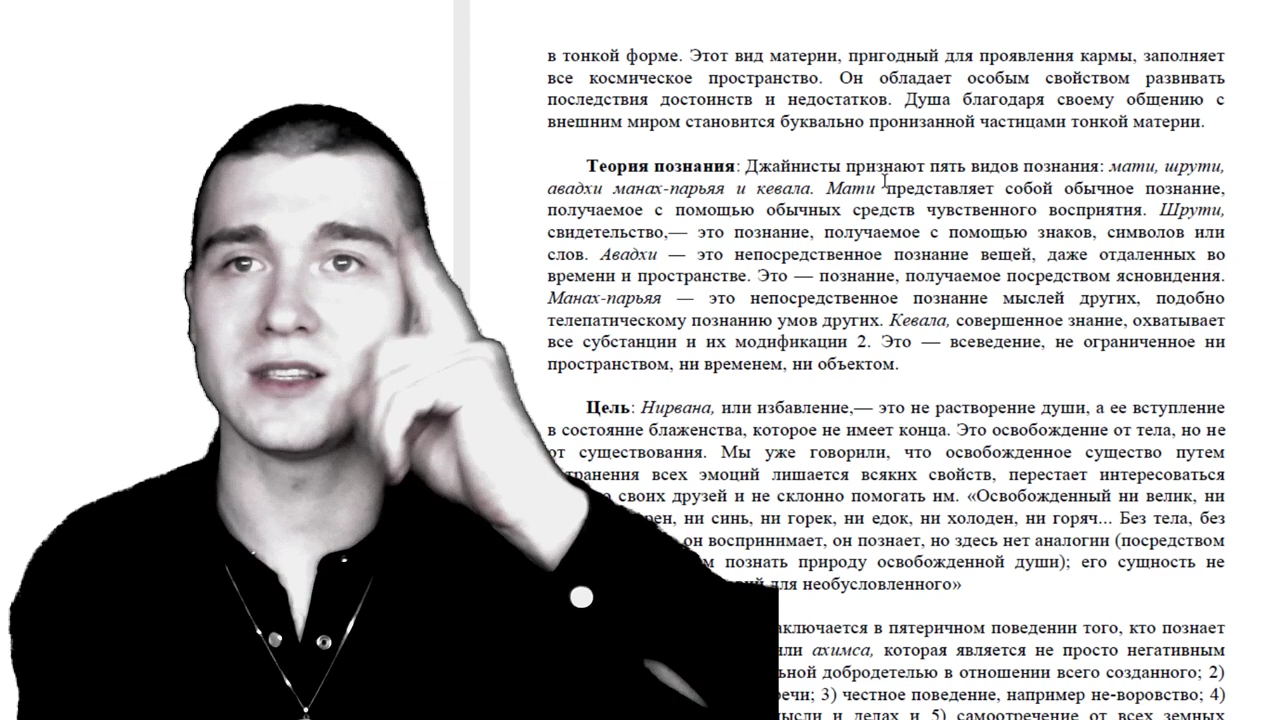 в тонкой форме. Этот вид материи, пригодный для проявления кармы, заполняет
все космическое пространство. Он обладает особым свойством развивать
последствия достоинств и недостатков. Душа благодаря своему общению с
внешним миром становится буквально пронизанной частицами тонкой материи.
Теория познания: Джайнисты признают пять видов познания: мати, шрути,
авадхи манах-парьяя и кевала. Мати представляет собой обычное познание,
получаемое с помощью обычных средств чувственного восприятия. Шрути,
свидетельство,— это познание, получаемое с помощью знаков, символов или
слов. Авадхи — это непосредственное познание вещей, даже отдаленных во
времени и пространстве. Это — познание, получаемое посредством ясновидения.
Манах-парьяя — это непосредственное познание мыслей других, подобно
телепатическому познанию умов других. Кевала, совершенное знание, охватывает
все субстанции и их модификации 2. Это — всеведение, не ограниченное ни
пространством, ни временем, ни объектом.
Цель: Нирвана, или избавление,— это не растворение души, а ее вступление
в состояние блаженства, которое не имеет конца. Это освобождение от тела, но не
от существования. Мы уже говорили, что освобожденное существо путем
странения всех эмоций лишается всяких свойств, перестает интересоваться
своих друзей и не склонно помогать им. «Освобожденный ни велик, ни
ни синь, ни горек, ни едок, ни холоден, ни горяч... Без тела, без
он воспринимает, он познает, но здесь нет аналогии (посредством
познать природу освобожденной души); его сущность не
для необусловленного»
аключается в пятеричном поведении того, кто познает
или ахимса, которая является не просто негативным
добродетелью в отношении всего созданного; 2)
речи; 3) честное поведение, например не-воровство; 4)
мысли и делах и 5) самоотречение от всех земных